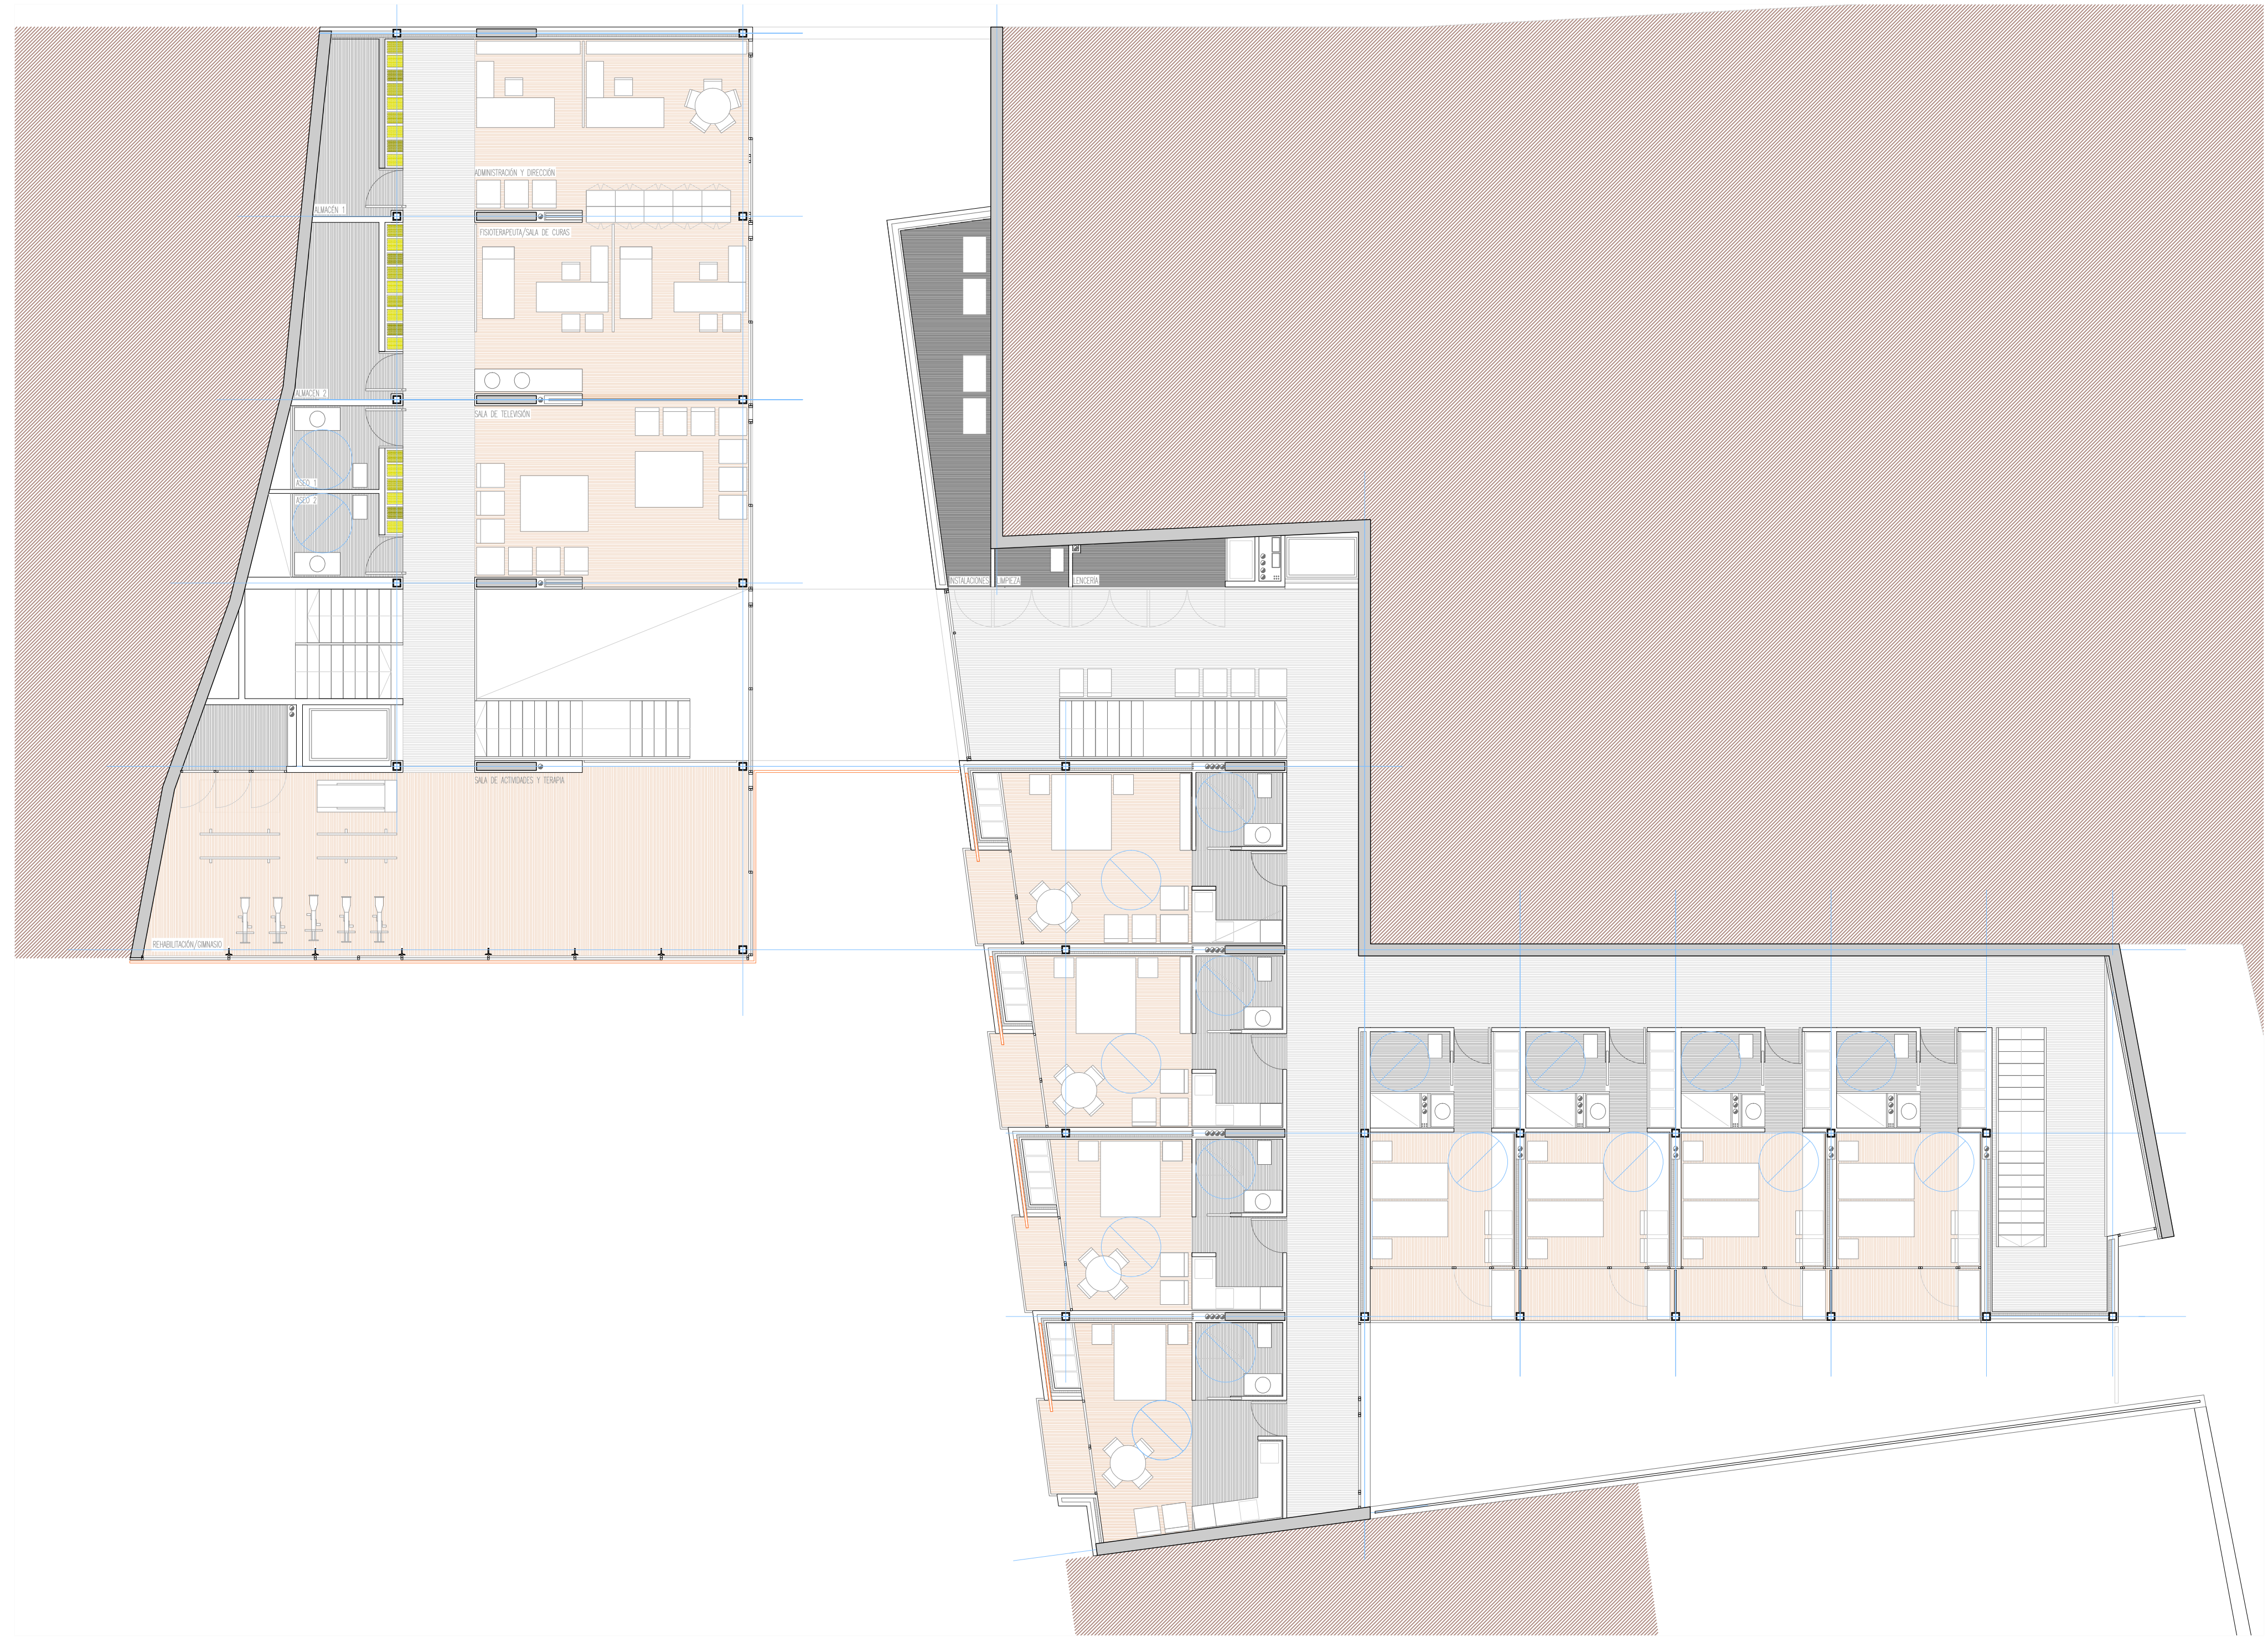 ADMINISTRACIÓN Y DIRECCIÓN
ALMACÉN 1
FISIOTERAPEUTA/SALA DE CURAS
ALMACÉN 2
SALA DE TELEVISIÓN
ASEO 1
ASEO 2
INSTALACIONES
LIMPIEZA
LENCERÍA
SALA DE ACTIVIDADES Y TERAPIA
REHABILITACIÓN/GIMNASIO